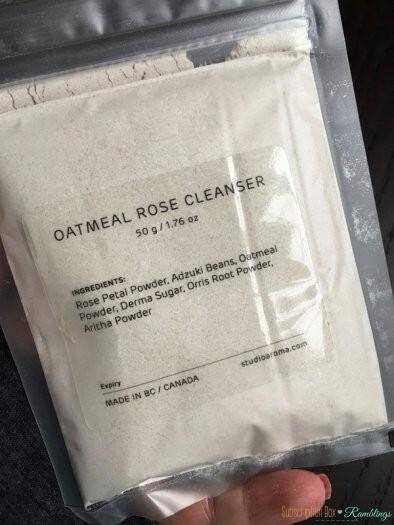 OATMEAL ROSE CLEANSER
50 g / 1.76 oz
INGREDIENTS:
Rose Petal Powder, Adzuki Beans, Oatmeal
Powder, Derma Sugar, Orris Root Powder,
Aritha Powder
Expiry
MADE IN BC / CANADA
studioaroma.com
Subscription Box ♥ Ramblings